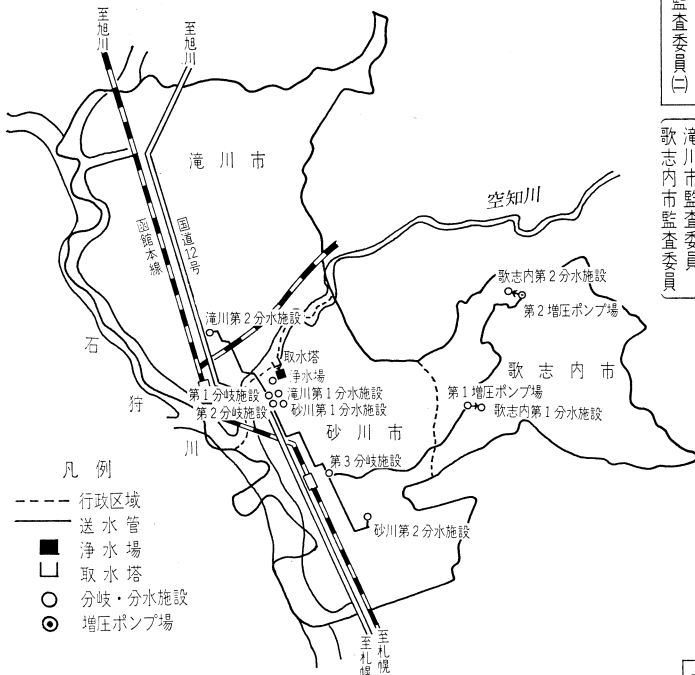 監査委員㈡
滝川市監査委員
歌志内市監査委員
至旭川
至旭川
滝川市
空知川
函館本線
国道12号
歌志内第2分水施設
第2増圧ポンプ場
滝川第2分水施設
歌志内市
石狩川
取水塔
浄水場
第1分岐施設
滝川第1分水施設
第2分岐施設
砂川第1分水施設
第1増圧ポンプ場
歌志内第1分水施設
砂川市
第3分岐施設
砂川第2分水施設
至札幌
至札幌
凡例
行政区域
送水管
浄水場
取水塔
分岐・分水施設
増圧ポンプ場